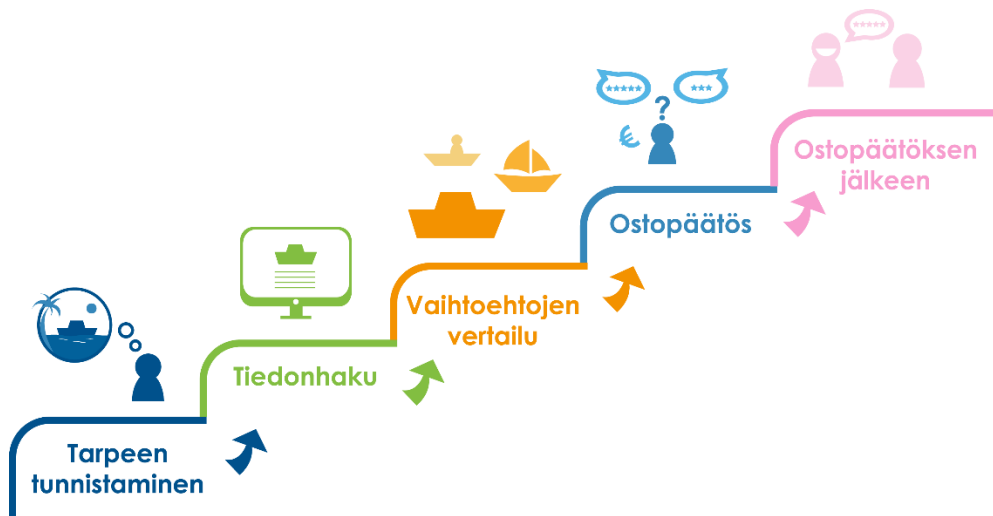 Tarpeen
tunnistaminen
Tiedonhaku
Vaihtoehtojen
vertailu
€
?
Ostopäätös
Ostopäätöksen
jälkeen